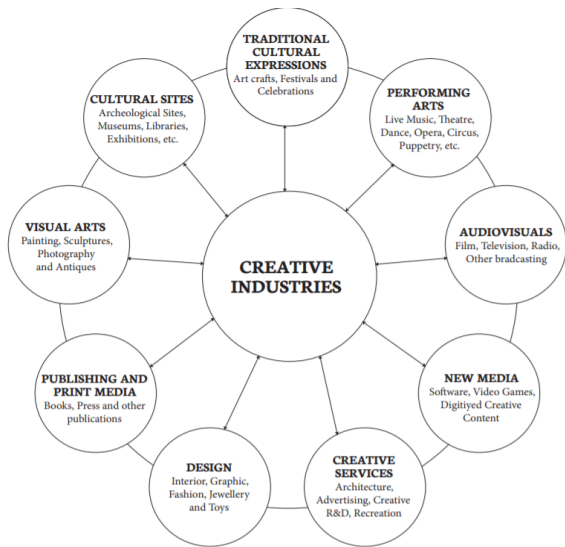 TRADITIONAL
CULTURAL
EXPRESSIONS
Art crafts, Festivals and
Celebrations
PERFORMING
ARTS
Live Music, Theatre,
Dance, Opera, Circus,
Puppetry, etc.
AUDIOVISUALS
Film, Television, Radio,
Other bradcasting
NEW MEDIA
Software, Video Games,
Digitiyed Creative
Content
CREATIVE
SERVICES
Architecture,
Advertising, Creative
R&D, Recreation
DESIGN
Interior, Graphic,
Fashion, Jewellery
and Toys
PUBLISHING AND
PRINT MEDIA
Books, Press and other
publications
VISUAL ARTS
Painting, Sculptures,
Photography
and Antiques
CULTURAL SITES
Archeological Sites,
Museums, Libraries,
Exhibitions, etc.
CREATIVE
INDUSTRIES